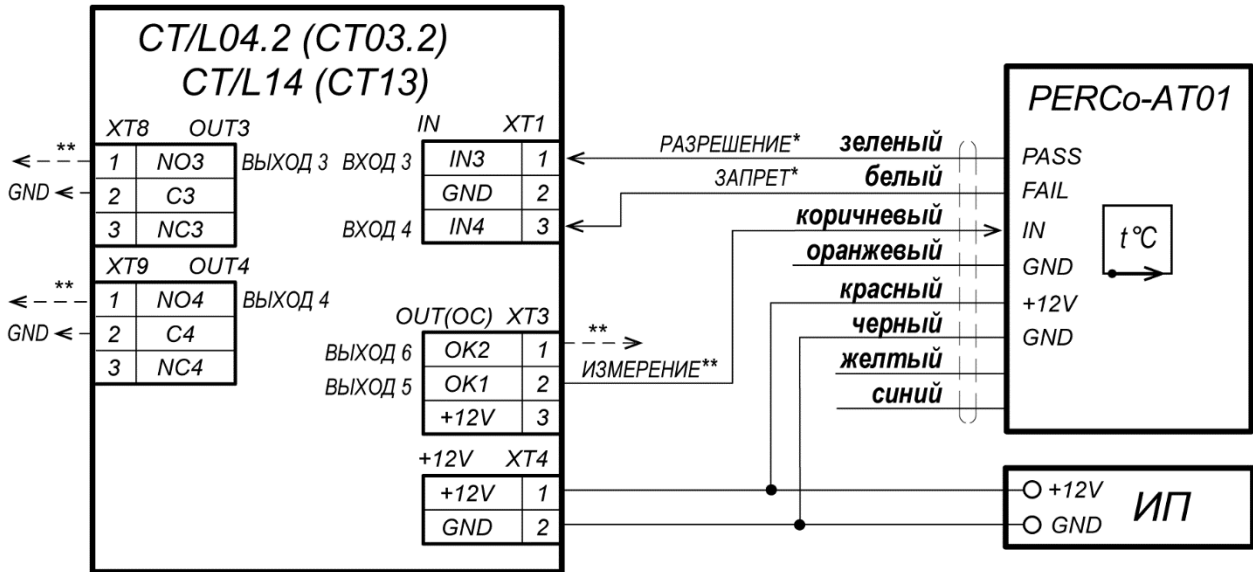 CT/L04.2 (CT03.2)
CT/L14 (CT13)
XT8 OUT3
1 NO3 ВЫХОД 3
2 C3
3 NC3
**
GND
XT9 OUT4
1 NO4 ВЫХОД 4
2 C4
3 NC4
**
GND
IN XT1
ВХОД 3 IN3 1
GND 2
ВХОД 4 IN4 3
OUT(OC) XT3
ВЫХОД 6 OK2 1
ВЫХОД 5 OK1 2
+12V 3
+12V XT4
+12V 1
GND 2
РАЗРЕШЕНИЕ* зеленый
ЗАПРЕТ* белый
коричневый
оранжевый
красный
черный
желтый
синий
**
ИЗМЕРЕНИЕ**
PERCo-AT01
PASS
FAIL
IN
GND
+12V
GND
t°C
+12V
GND
ИП